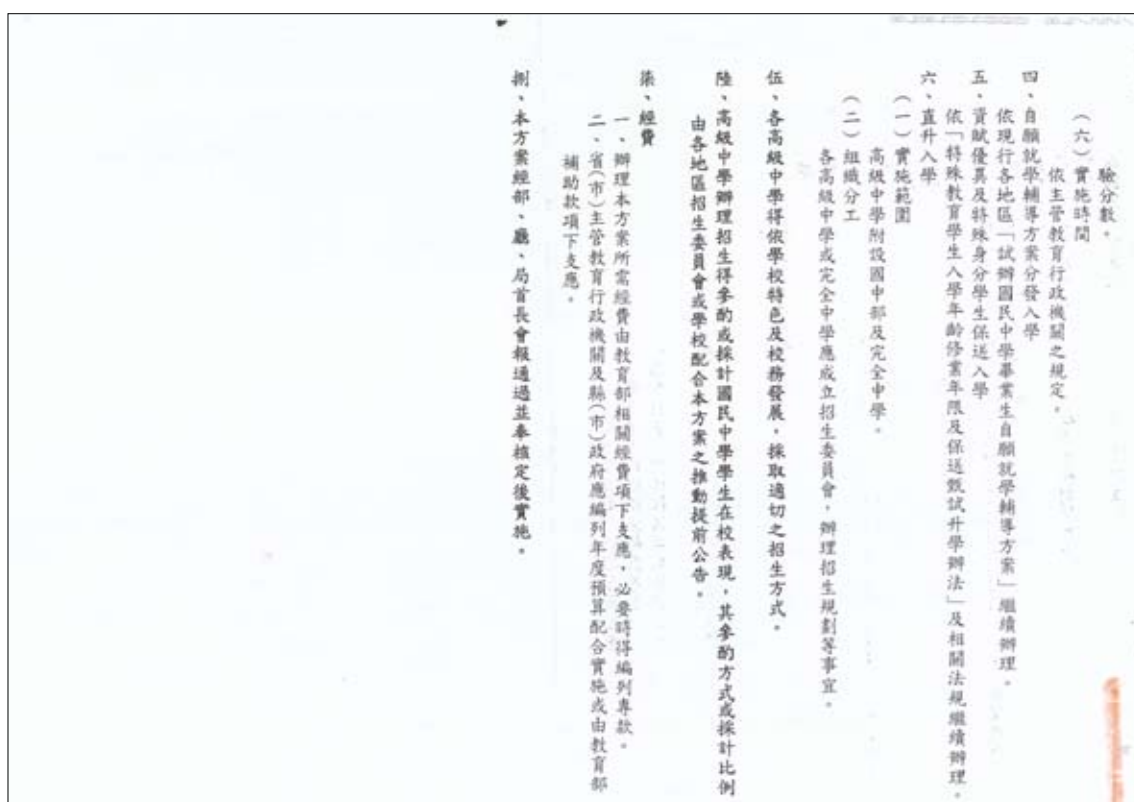 驗分數。
(六)實施時間
依主管教育行政機關之規定。
四、自願就學輔導方案分發入學
依現行各地區「試辦國民中學畢業生自願就學輔導方案」繼續辦理。
五、資賦優異及特殊身分學生保送入學
依「特殊教育學生入學年齡修業年限及保送甄試升學辦法」及相關法規繼續辦理。
六、直升入學
(一)實施範圍
高級中學附設國中部及完全中學。
(二)組織分工
各高級中學或完全中學應成立招生委員會,辦理招生規劃等事宜。
伍、各高級中學得依學校特色及校務發展,採取適切之招生方式。
陸、高級中學辦理招生得參酌或採計國民中學學生在校表現,其參酌方式或採計比例
由各地區招生委員會或學校配合本方案之推動提前公告。
柒、經費
一、辦理本方案所需經費由教育部相關經費項下支應,必要時得編列專款。
二、省(市)主管教育行政機關及縣(市)政府應編列年度預算配合實施或由教育部
補助款項下支應。
捌、本方案經部、廳、局首長會報通過並奉核定後實施。